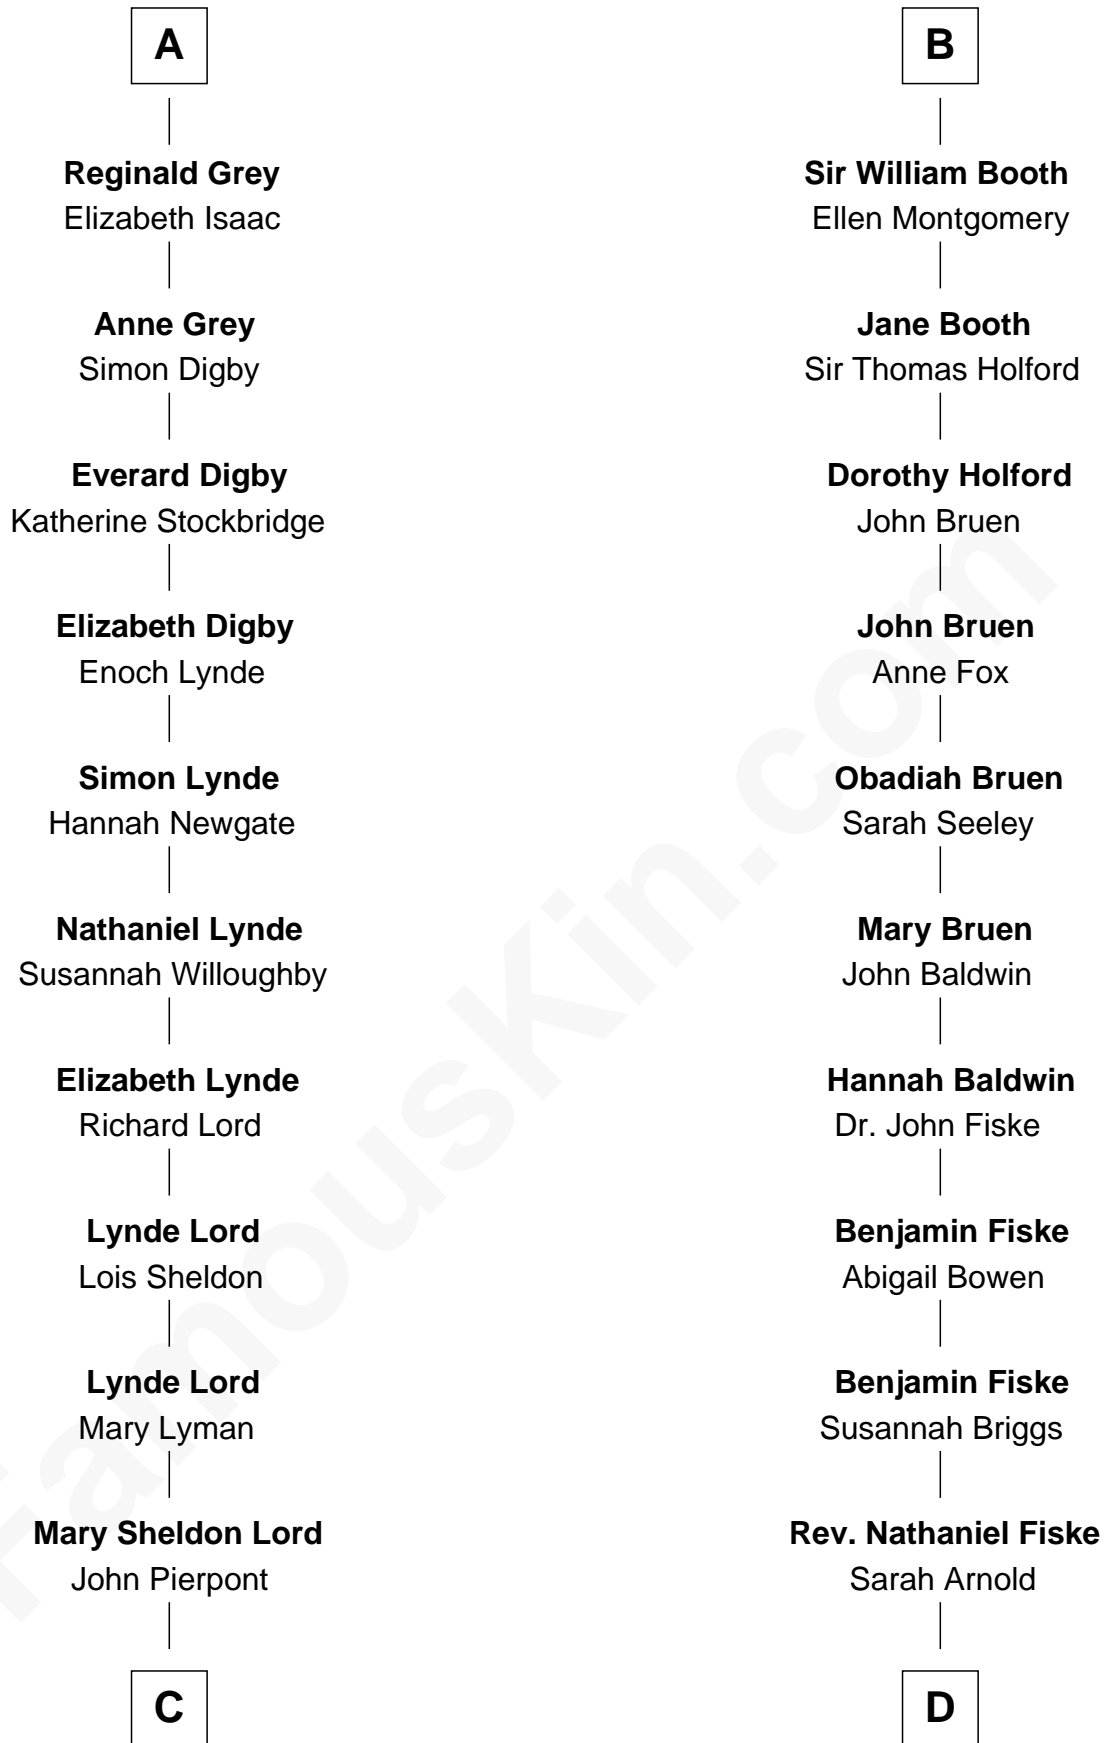 A
Reginald Grey
Elizabeth Isaac
Anne Grey
Simon Digby
Everard Digby
Katherine Stockbridge
Elizabeth Digby
Enoch Lynde
Simon Lynde
Hannah Newgate
Nathaniel Lynde
Susannah Willoughby
Elizabeth Lynde
Richard Lord
Lynde Lord
Lois Sheldon
Lynde Lord
Mary Lyman
Mary Sheldon Lord
John Pierpont
C
B
Sir William Booth
Ellen Montgomery
Jane Booth
Sir Thomas Holford
Dorothy Holford
John Bruen
John Bruen
Anne Fox
Obadiah Bruen
Sarah Seeley
Mary Bruen
John Baldwin
Hannah Baldwin
Dr. John Fiske
Benjamin Fiske
Abigail Bowen
Benjamin Fiske
Susannah Briggs
Rev. Nathaniel Fiske
Sarah Arnold
D
FamousKin.com